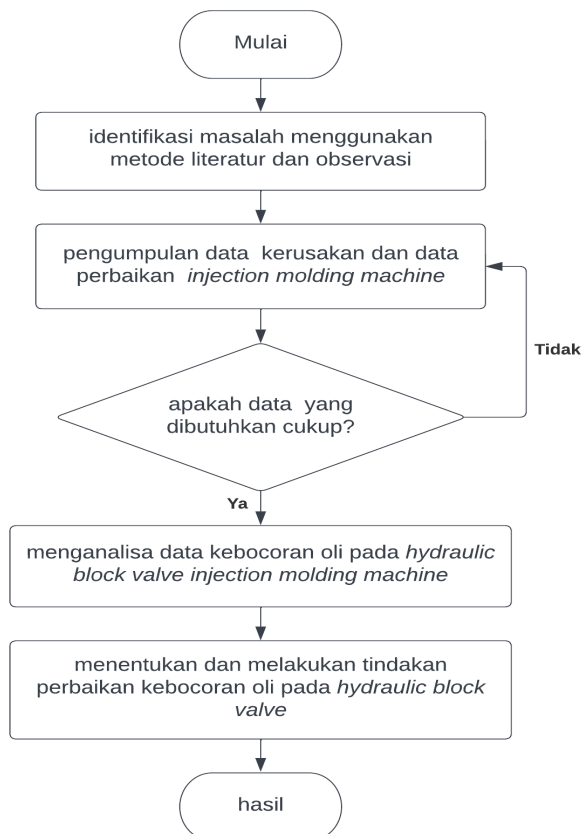 Mulai
identifikasi masalah menggunakan
metode literatur dan observasi
pengumpulan data kerusakan dan data
perbaikan injection molding machine
Tidak
apakah data yang
dibutuhkan cukup?
Ya
menganalisa data kebocoran oli pada hydraulic
block valve injection molding machine
menentukan dan melakukan tindakan
perbaikan kebocoran oli pada hydraulic block
valve
hasil